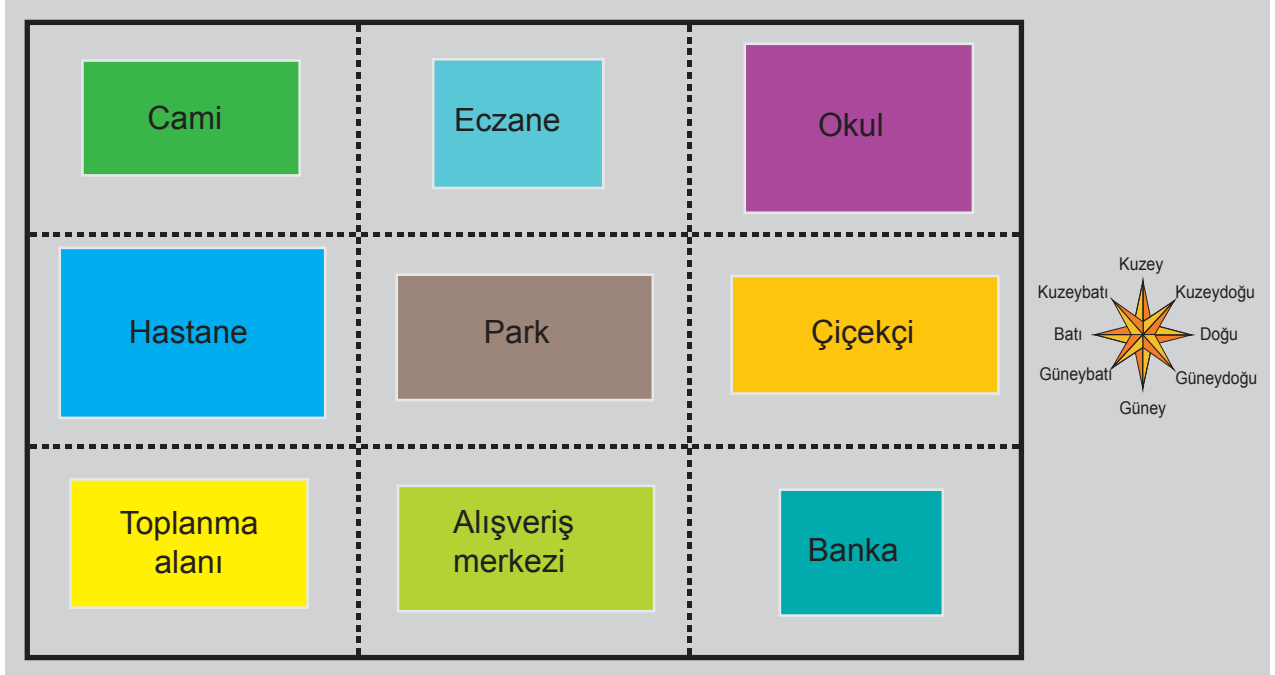 Cami
Eczane
Okul
Hastane
Park
Çiçekçi
Toplanma
alanı
Alışveriş
merkezi
Banka
Kuzey
Kuzeybatı
Kuzeydoğu
Batı
Doğu
Güneybatı
Güneydoğu
Güney